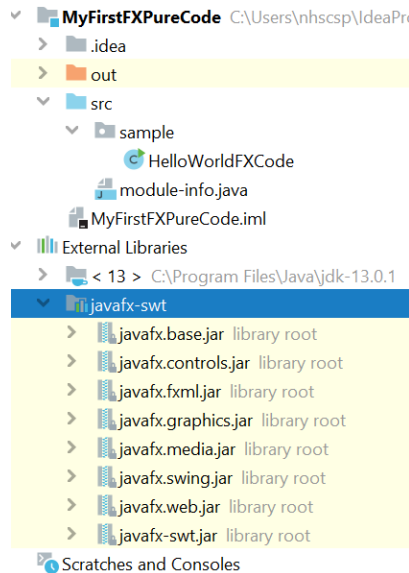 MyFirstFXPureCode C:\Users\nhscsp\IdeaPro
.idea
out
src
sample
HelloWorldFXCode
module-info.java
MyFirstFXPureCode.iml
External Libraries
< 13 > C:\Program Files\Java\jdk-13.0.1
javafx-swt
javafx.base.jar library root
javafx.controls.jar library root
javafx.fxml.jar library root
javafx.graphics.jar library root
javafx.media.jar library root
javafx.swing.jar library root
javafx.web.jar library root
javafx-swt.jar library root
Scratches and Consoles